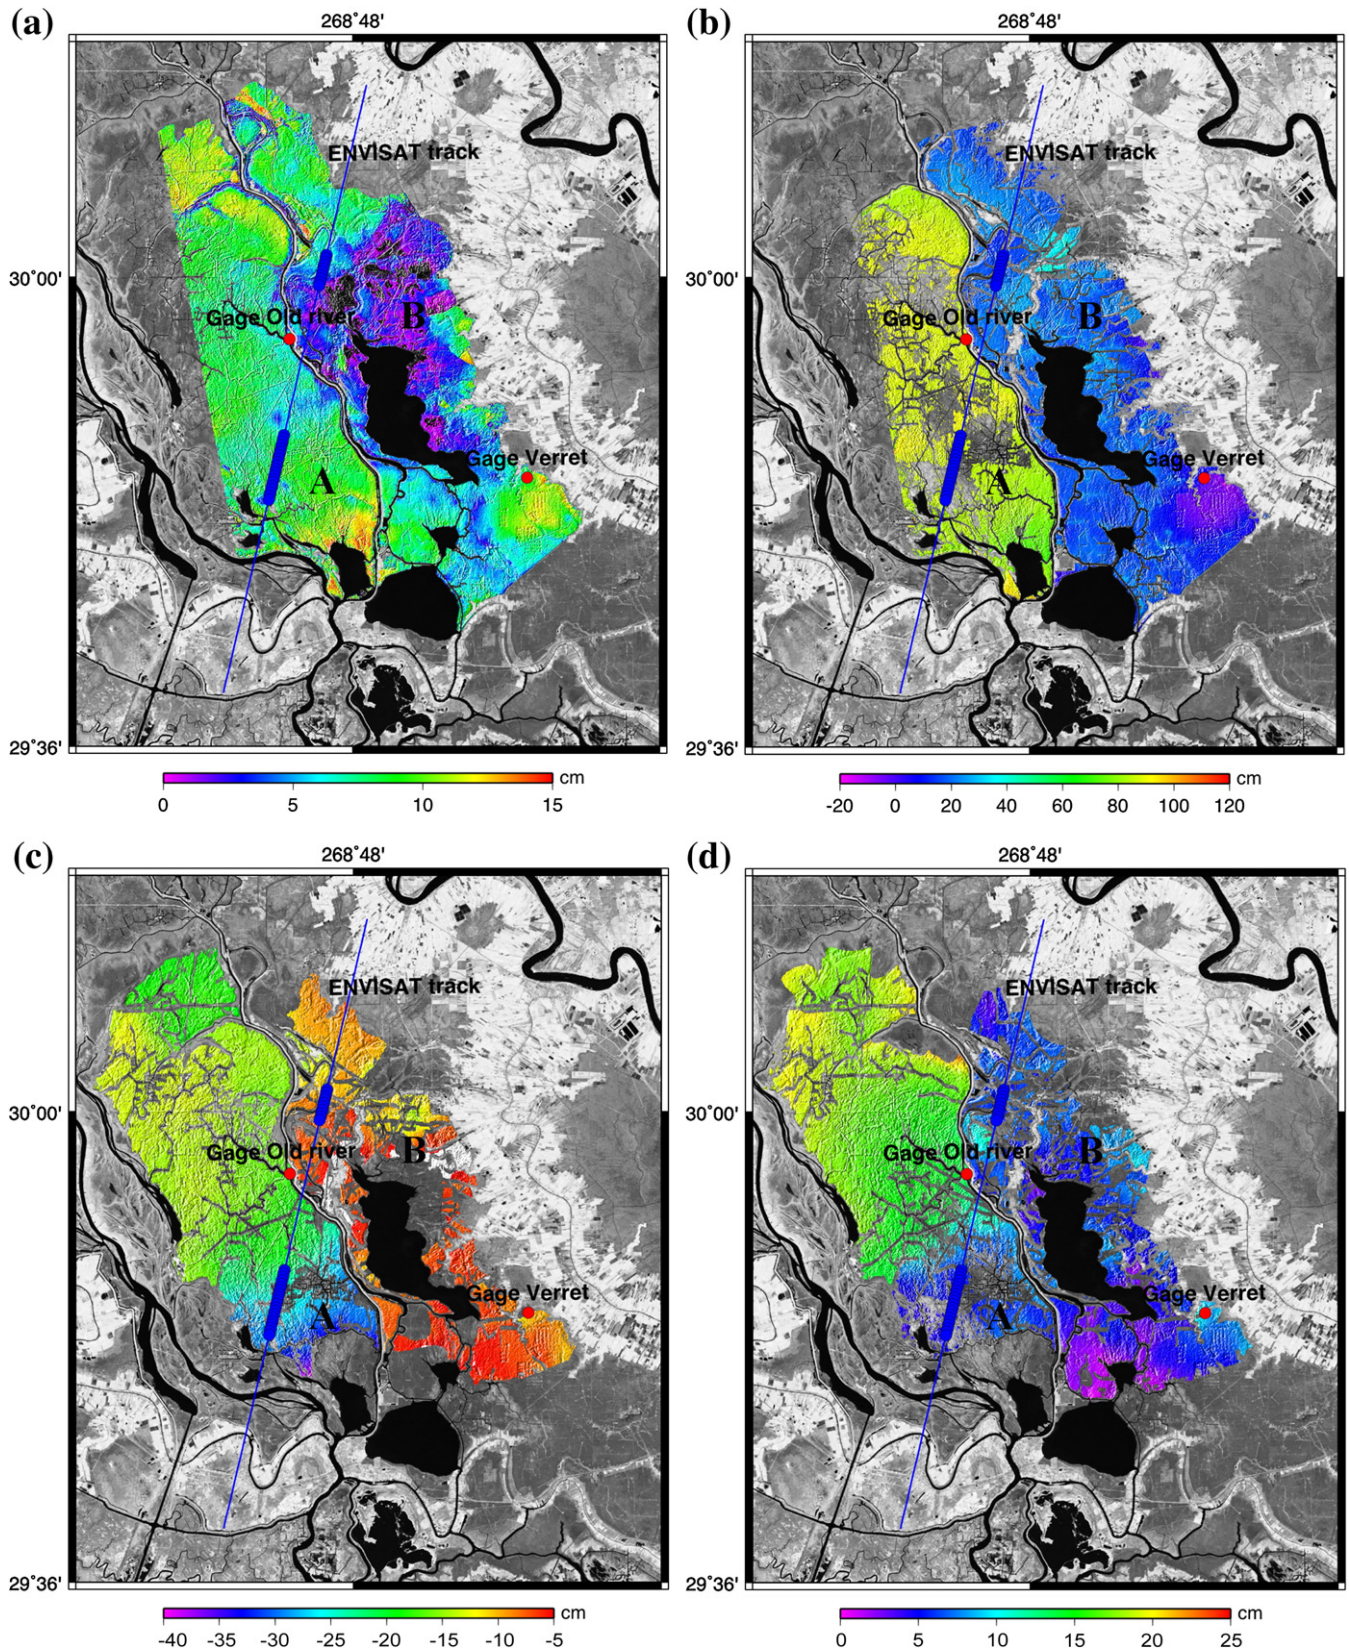 (a)
268°48'
(b)
268°48'
ENVISAT track
ENVISAT track
30°00'
30°00'
Gage Old river
B
Gage Old river
B
Gage Verret
Gage Verret
A
A
29°36'
29°36'
cm
0 5 10 15
cm
-20 0 20 40 60 80 100 120
(c)
268°48'
(d)
268°48'
ENVISAT track
ENVISAT track
30°00'
30°00'
Gage Old river
B
Gage Old river
B
Gage Verret
Gage Verret
A
A
29°36'
29°36'
cm
-40 -35 -30 -25 -20 -15 -10 -5
cm
0 5 10 15 20 25